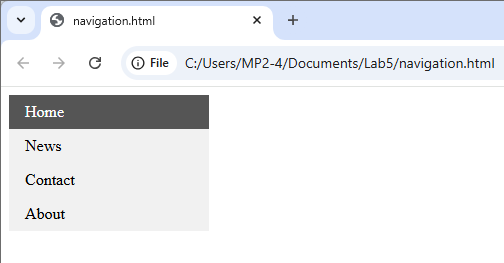 navigation.html
File C:/Users/MP2-4/Documents/Lab5/navigation.html
Home
News
Contact
About